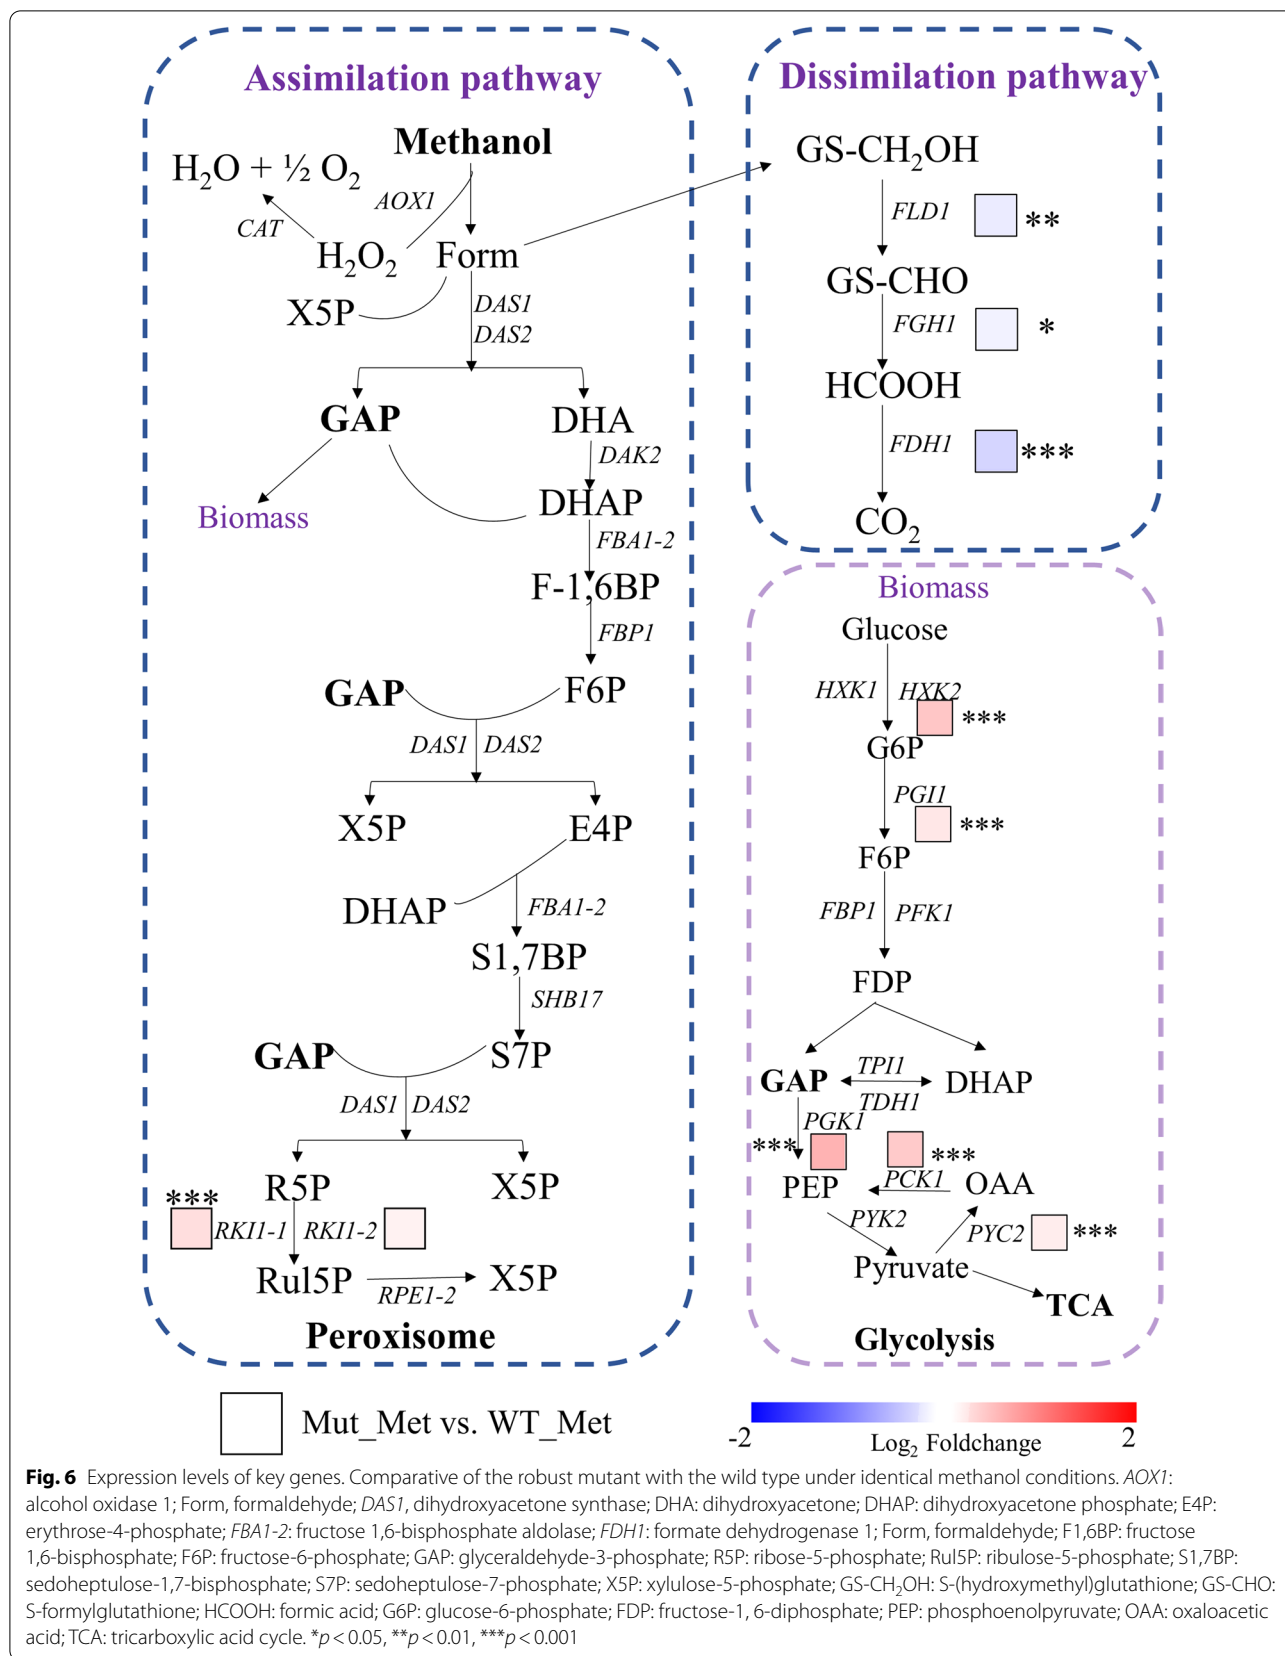 Assimilation pathway
Methanol
H2O + ½ O2
AOX1
CAT
H2O2
Form
X5P
DAS1
DAS2
GAP
DHA
DAK2
DHAP
Biomass
FBA1-2
F-1,6BP
FBP1
GAP
F6P
DAS1 DAS2
X5P
E4P
DHAP
FBA1-2
S1,7BP
SHB17
GAP
S7P
DAS1 DAS2
R5P
X5P
***
RKI1-1 RKI1-2
Rul5P
X5P
RPE1-2
Peroxisome
Dissimilation pathway
GS-CH2OH
FLD1 **
GS-CHO
FGH1 *
HCOOH
FDH1 ***
CO2
Biomass
Glucose
HXK1 HXK2
***
G6P
PGI1
***
F6P
FBP1 PFK1
FDP
GAP TPI1 DHAP
TDH1
PGK1
*** ***
PEP PCK1 OAA
PYK2
PYC2 ***
Pyruvate
TCA
Glycolysis
Mut_Met vs. WT_Met
-2 Log2 Foldchange 2
Fig. 6 Expression levels of key genes. Comparative of the robust mutant with the wild type under identical methanol conditions. AOX1:
alcohol oxidase 1; Form, formaldehyde; DAS1, dihydroxyacetone synthase; DHA: dihydroxyacetone; DHAP: dihydroxyacetone phosphate; E4P:
erythrose-4-phosphate; FBA1-2: fructose 1,6-bisphosphate aldolase; FDH1: formate dehydrogenase 1; Form, formaldehyde; F1,6BP: fructose
1,6-bisphosphate; F6P: fructose-6-phosphate; GAP: glyceraldehyde-3-phosphate; R5P: ribose-5-phosphate; Rul5P: ribulose-5-phosphate; S1,7BP:
sedoheptulose-1,7-bisphosphate; S7P: sedoheptulose-7-phosphate; X5P: xylulose-5-phosphate; GS-CH2OH: S-(hydroxymethyl)glutathione; GS-CHO:
S-formylglutathione; HCOOH: formic acid; G6P: glucose-6-phosphate; FDP: fructose-1, 6-diphosphate; PEP: phosphoenolpyruvate; OAA: oxaloacetic
acid; TCA: tricarboxylic acid cycle. *p < 0.05, **p < 0.01, ***p < 0.001